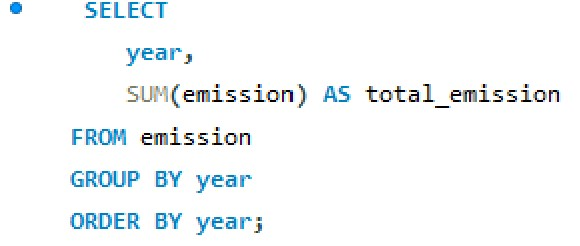 SELECT
year,
SUM(emission) AS total_emission
FROM emission
GROUP BY year
ORDER BY year;